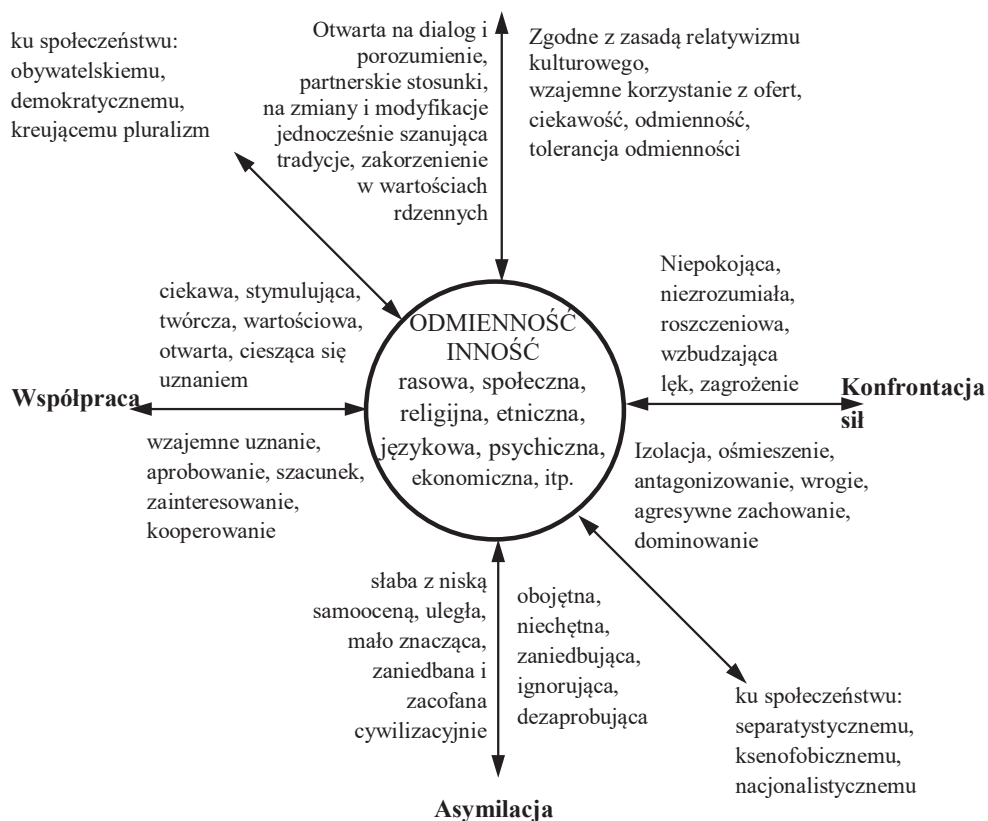 ku społeczeństwu:
obywatelskiemu,
demokratycznemu,
kreującemu pluralizm
Otwarta na dialog i
porozumienie,
partnerskie stosunki,
na zmiany i modyfikacje
jednocześnie szanująca
tradycje, zakorzenienie
w wartościach
rdzennych
Zgodne z zasadą relatywizmu
kulturowego,
wzajemne korzystanie z ofert,
ciekawość, odmienność,
tolerancja odmienności
ciekawa, stymulująca,
twórcza, wartościowa,
otwarta, ciesząca się
uznaniem
Współpraca
wzajemne uznanie,
aprobowanie, szacunek,
zainteresowanie,
kooperowanie
ODMIENNOŚĆ
INNOŚĆ
rasowa, społeczna,
religijna, etniczna,
językowa, psychiczna,
ekonomiczna, itp.
Niepokojąca,
niezrozumiała,
roszczeniowa,
wzbudzająca
lęk, zagrożenie
Konfrontacja
sił
Izolacja, ośmieszenie,
antagonizowanie, wrogie,
agresywne zachowanie,
dominowanie
słaba z niską
samooceną, uległa,
mało znacząca,
zaniedbana i
zacofana
cywilizacyjnie
obojętna,
niechętna,
zaniedbująca,
ignorująca,
dezaprobująca
ku społeczeństwu:
separatystycznemu,
ksenofobicznemu,
nacjonalistycznemu
Asymilacja